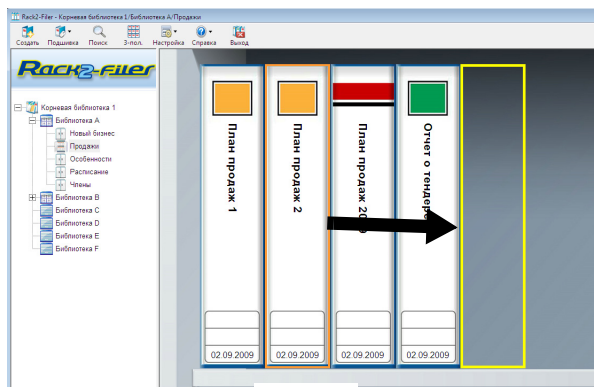 Rack2-Filer - Корневая библиотека 1/Библиотека A/Продажи
Создать Подшивка Поиск 3-пол. Настройка Справка Выход
Rack2-Filer
Корневая библиотека 1
Библиотека A
Новый бизнес
Продажи
Особенности
Расписание
Члены
Библиотека B
Библиотека C
Библиотека D
Библиотека E
Библиотека F
План продаж 1
План продаж 2
План продаж
Отчет о
02.09.2009 02.09.2009 02.09.2009 02.09.2009